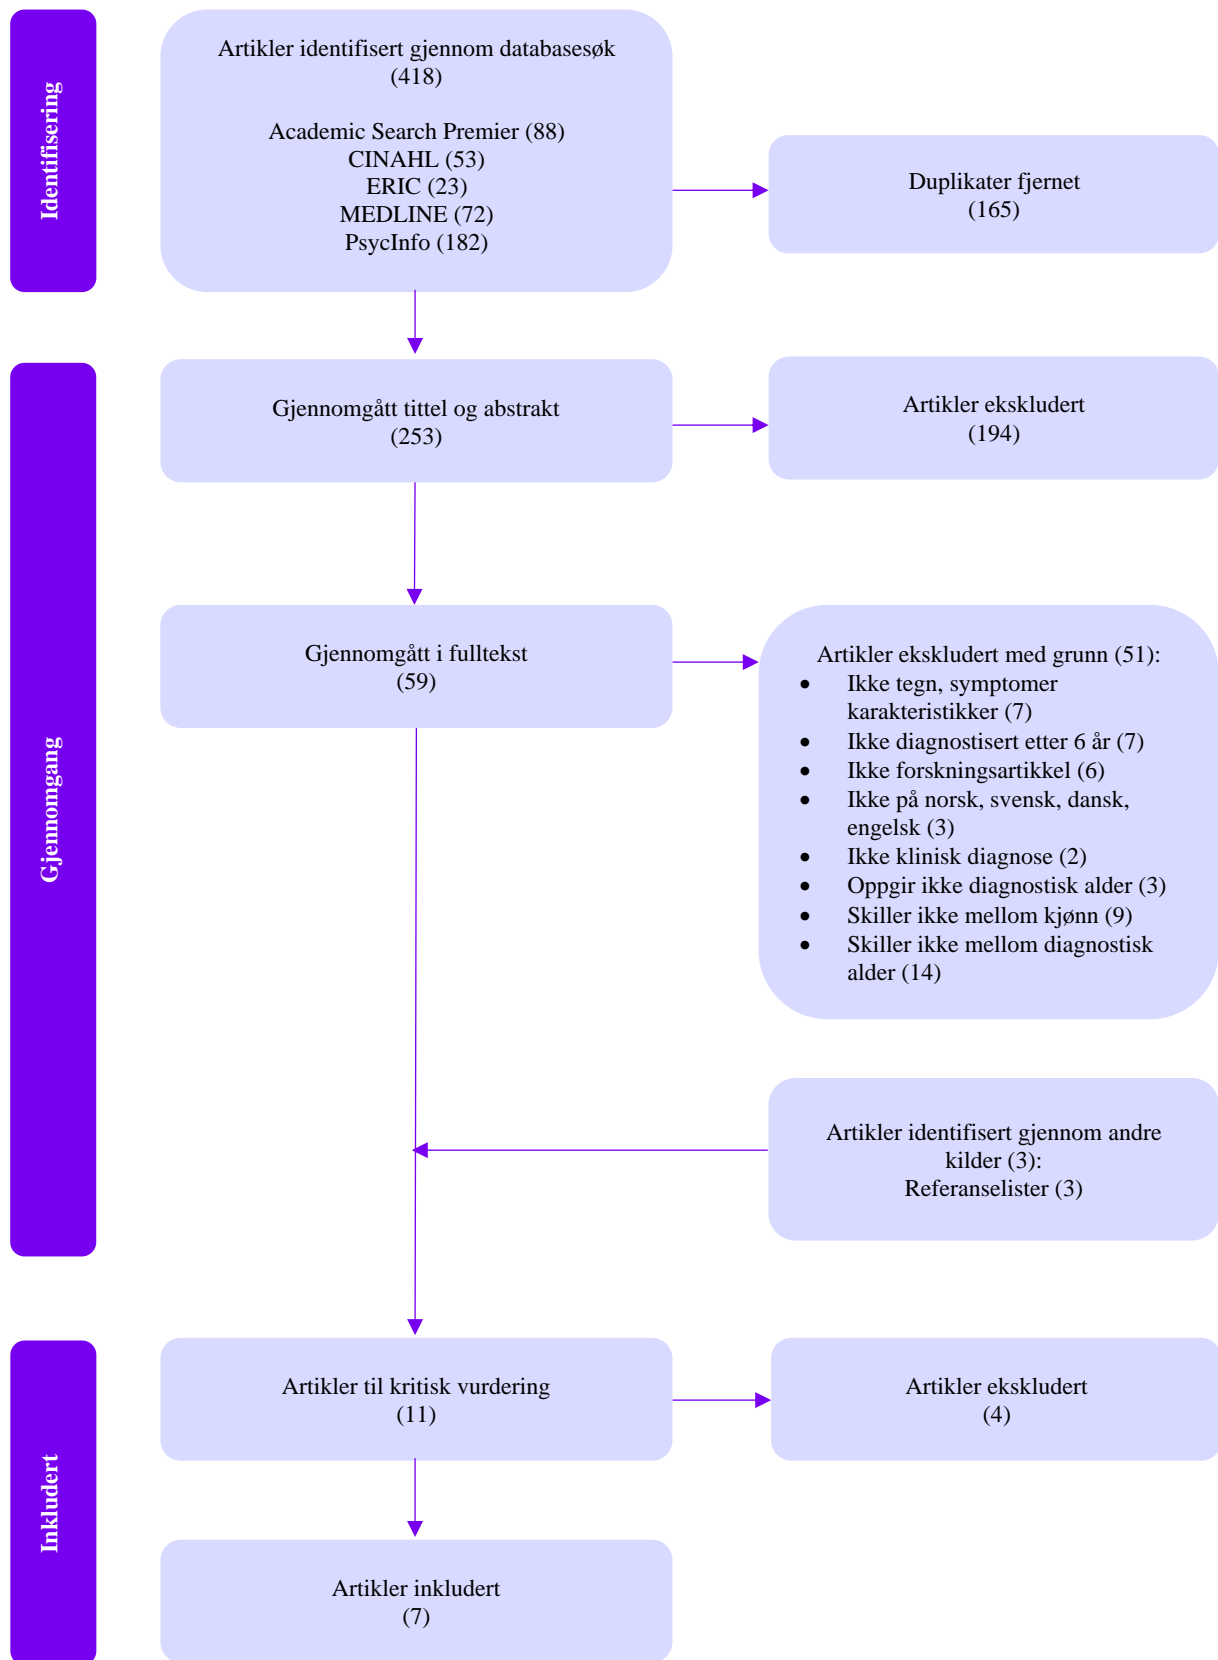 Identifisering
Artikler identifisert gjennom databasesøk
(418)
Academic Search Premier (88)
CINAHL (53)
ERIC (23)
MEDLINE (72)
PsycInfo (182)
Duplikater fjernet
(165)
Gjennomgang
Gjennomgått tittel og abstrakt
(253)
Artikler ekskludert
(194)
Gjennomgått i fulltekst
(59)
Artikler ekskludert med grunn (51):
• Ikke tegn, symptomer
karakteristikker (7)
• Ikke diagnostisert etter 6 år (7)
• Ikke forskningsartikkel (6)
• Ikke på norsk, svensk, dansk,
engelsk (3)
• Ikke klinisk diagnose (2)
• Oppgir ikke diagnostisk alder (3)
• Skiller ikke mellom kjønn (9)
• Skiller ikke mellom diagnostisk
alder (14)
Artikler identifisert gjennom andre
kilder (3):
Referanselister (3)
Inkludert
Artikler til kritisk vurdering
(11)
Artikler ekskludert
(4)
Artikler inkludert
(7)